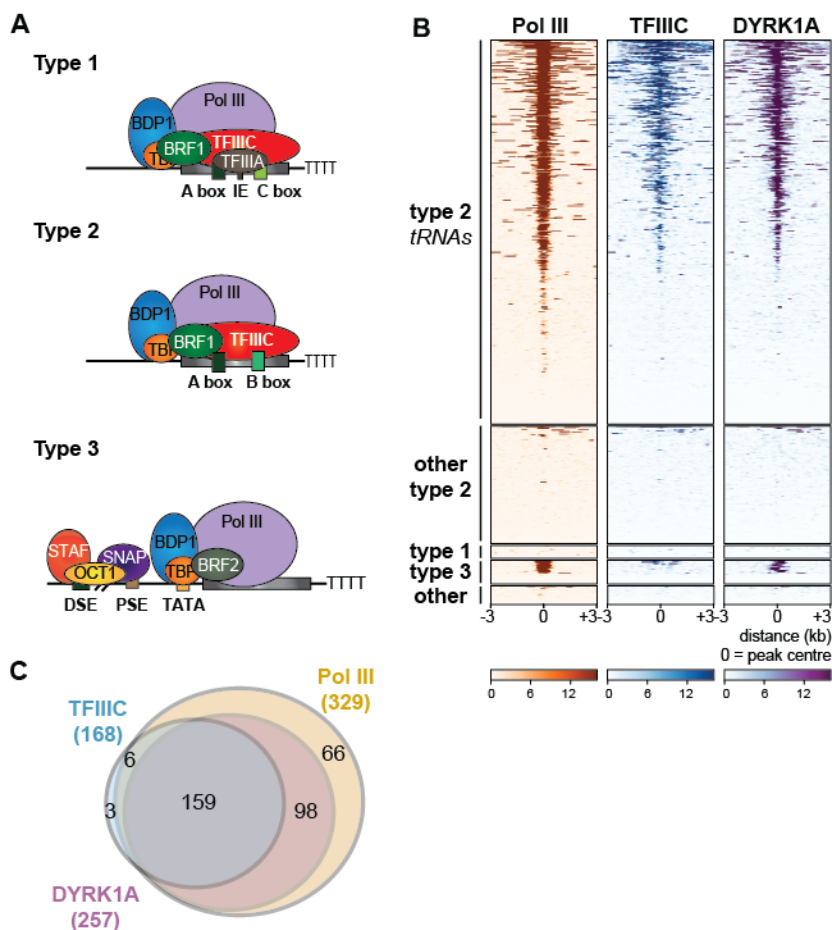 A
Type 1
Pol III
BDP1
BRF1
TFIIIC
TFIIIA
TTTT
A box IE C box
Type 2
Pol III
BDP1
BRF1
TFIIIC
TTTT
A box B box
Type 3
Pol III
STAF
SNAP
BDP1
OCT1
BRF2
TTTT
DSE PSE TATA
B
Pol III TFIIIC DYRK1A
type 2
tRNAs
other
type 2
type 1
type 3
other
-3 0 +3 -3 0 +3 -3 0 +3
distance (kb)
0 = peak centre
0 6 12 0 6 12 0 6 12
C
Pol III
(329)
TFIIIC
(168)
6
66
3
159
98
DYRK1A
(257)